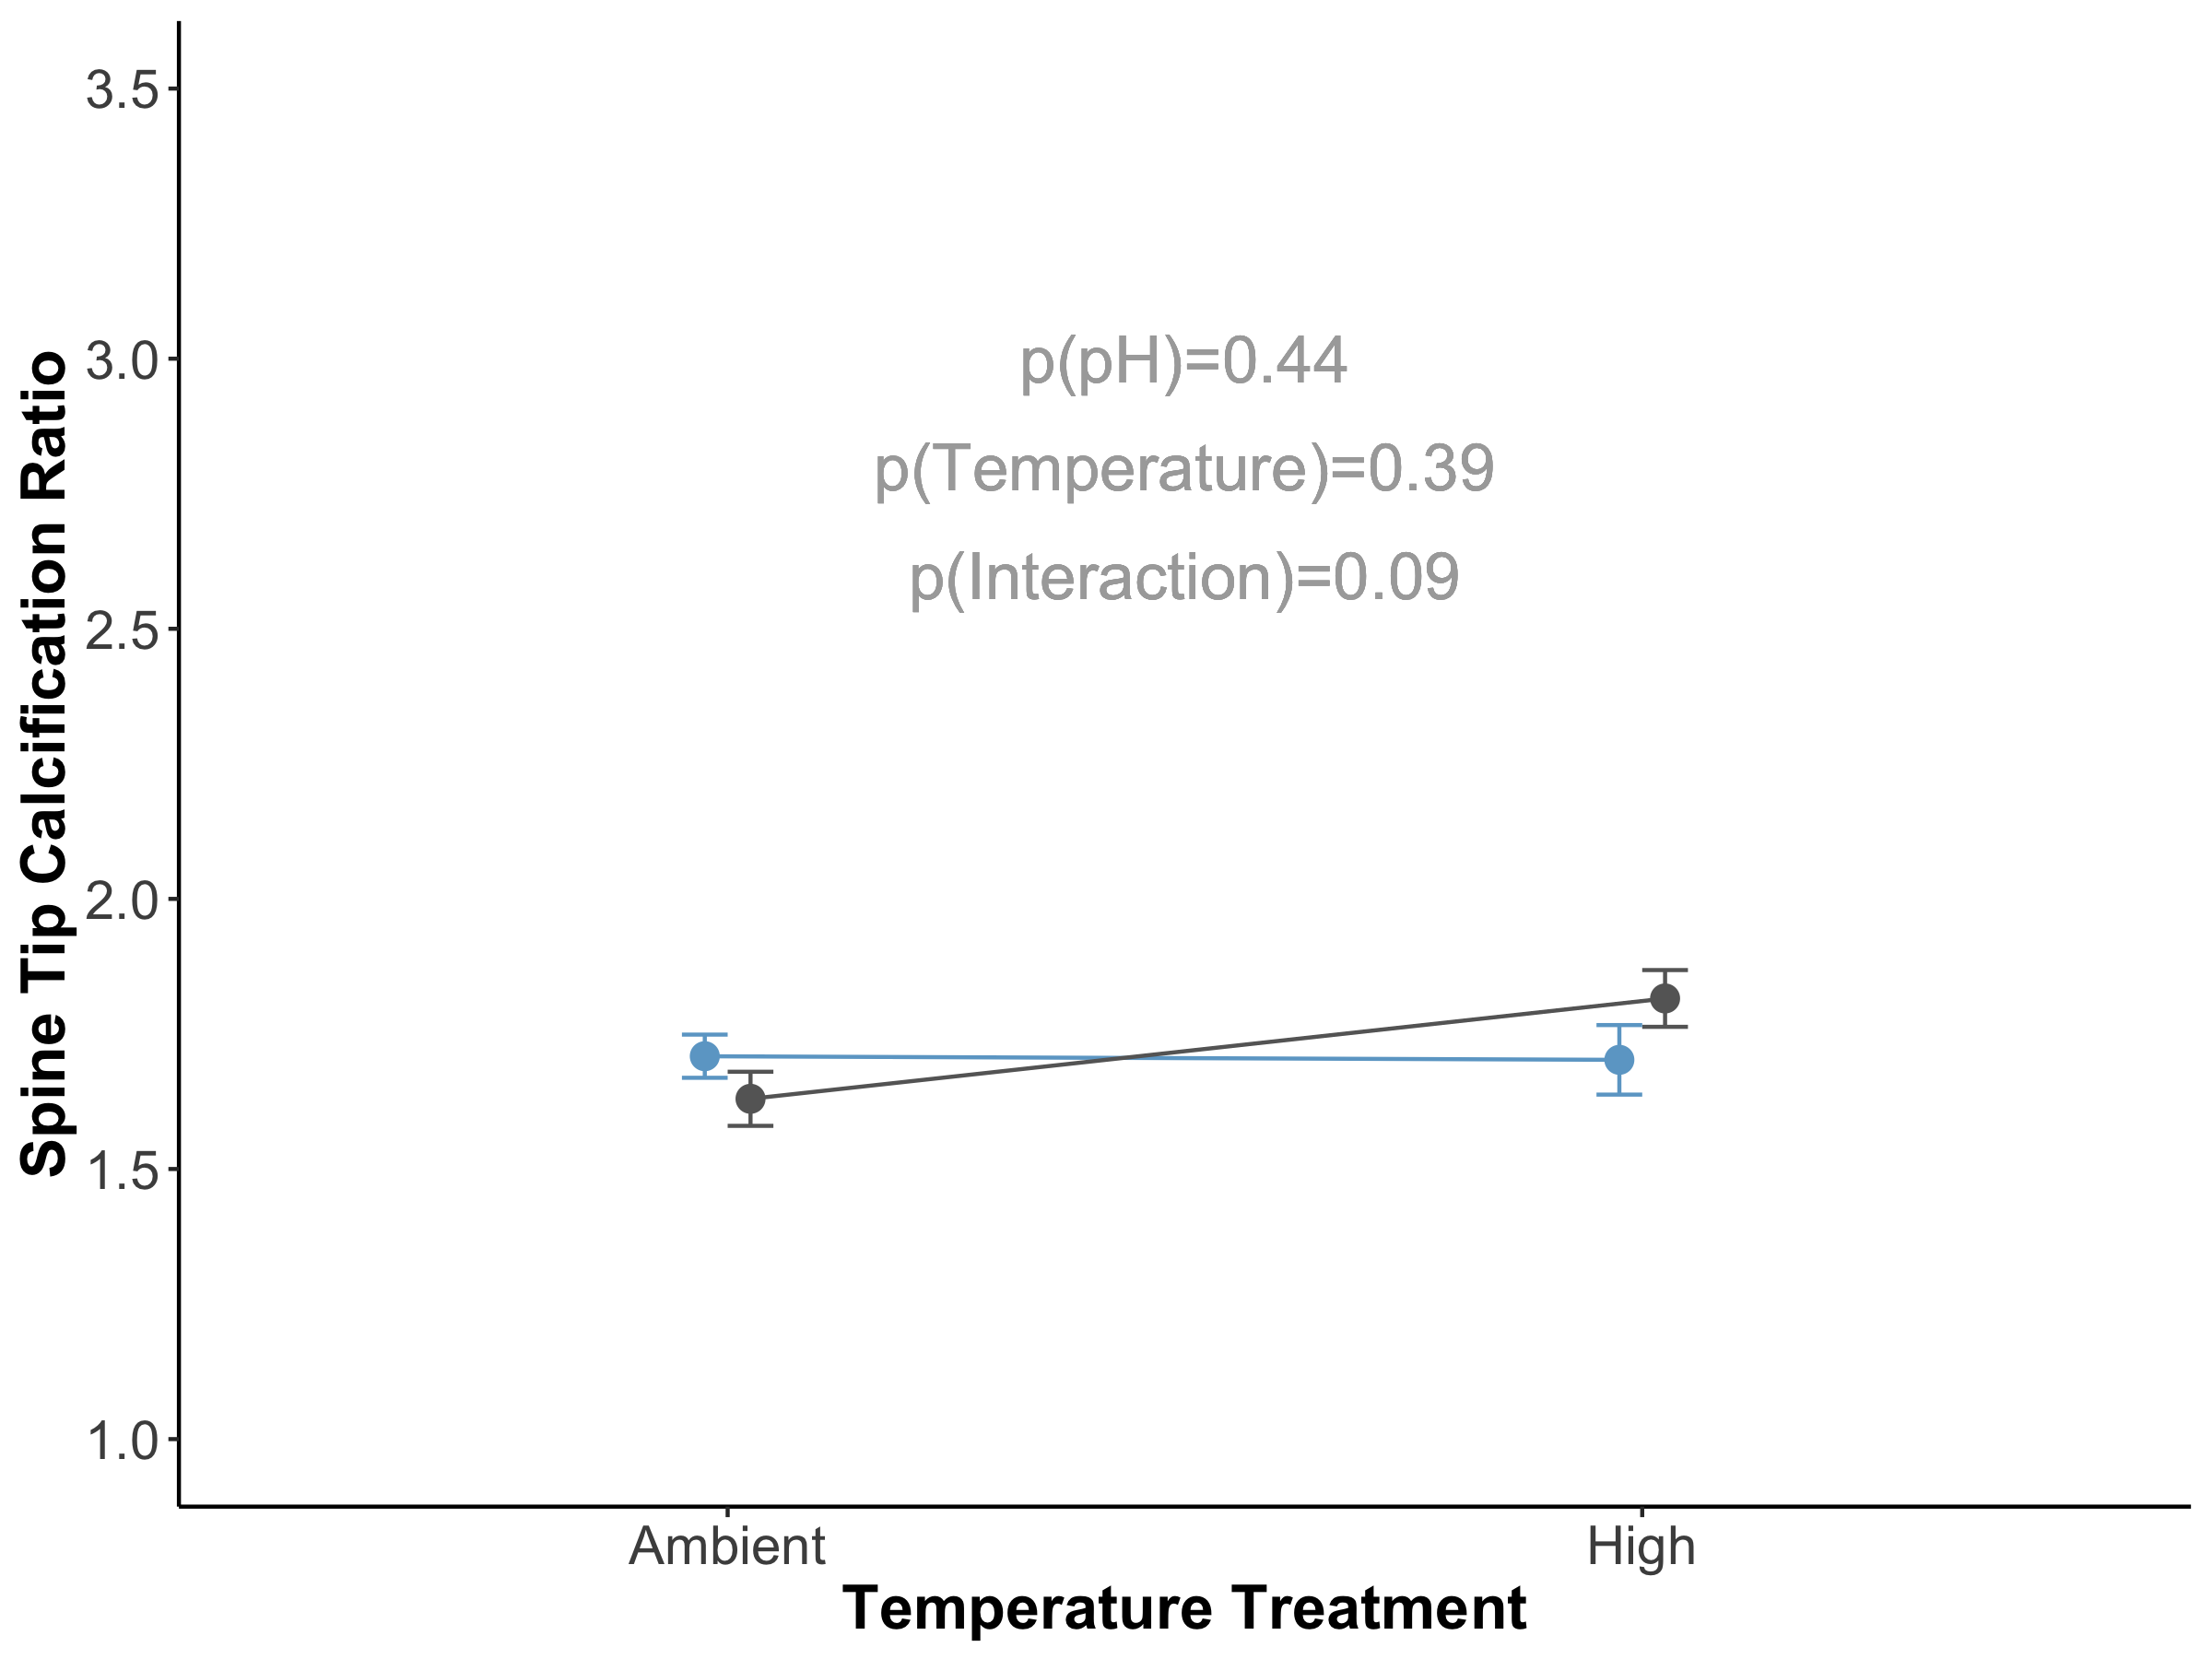 3.5
3.0
2.5
2.0
1.5
1.0
Spine Tip Calcification Ratio
p(pH)=0.44
p(Temperature)=0.39
p(Interaction)=0.09
Ambient
High
Temperature Treatment